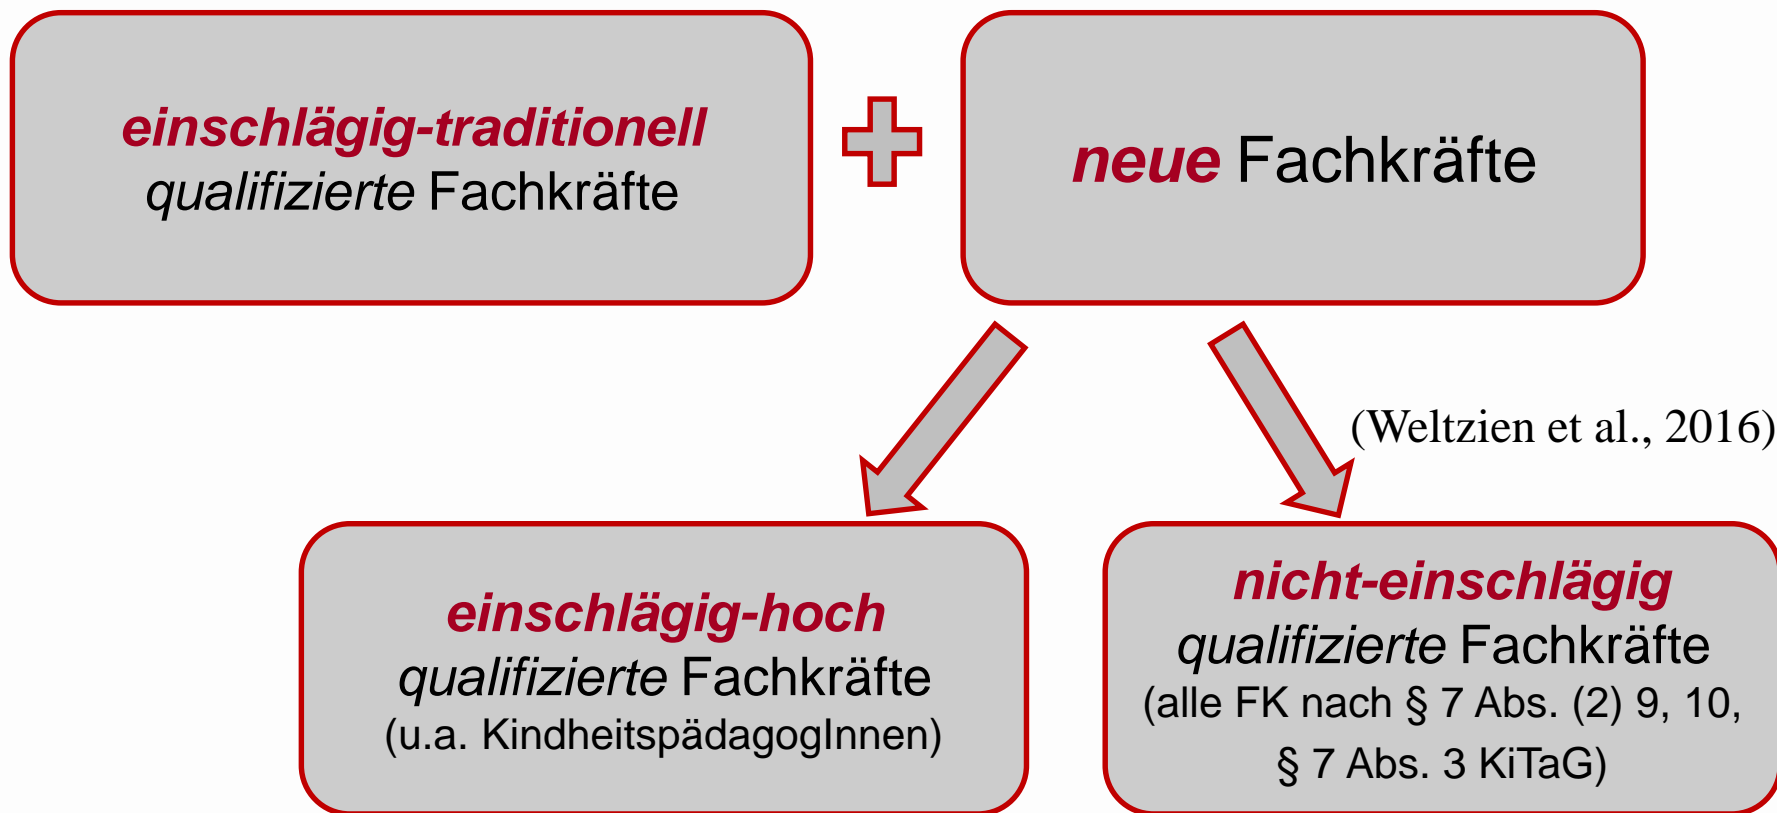 einschlägig-traditionell
qualifizierte Fachkräfte
neue Fachkräfte
(Weltzien et al., 2016)
einschlägig-hoch
qualifizierte Fachkräfte
(u.a. KindheitspädagogInnen)
nicht-einschlägig
qualifizierte Fachkräfte
(alle FK nach § 7 Abs. (2) 9, 10,
§ 7 Abs. 3 KiTaG)